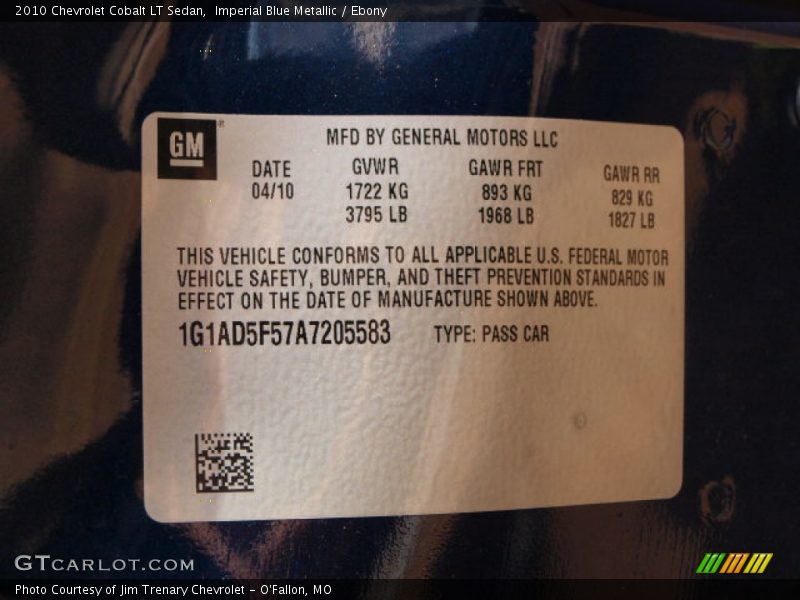 2010 Chevrolet Cobalt LT Sedan, Imperial Blue Metallic / Ebony
GM
MFD BY GENERAL MOTORS LLC
DATE GVWR GAWR FRT GAWR RR
04/10 1722 KG 893 KG 829 KG
3795 LB 1968 LB 1827 LB
THIS VEHICLE CONFORMS TO ALL APPLICABLE U.S. FEDERAL MOTOR
VEHICLE SAFETY, BUMPER, AND THEFT PREVENTION STANDARDS IN
EFFECT ON THE DATE OF MANUFACTURE SHOWN ABOVE.
1G1AD5F57A7205583 TYPE: PASS CAR
GTCARLOT.COM
Photo Courtesy of Jim Trenary Chevrolet - O'Fallon, MO